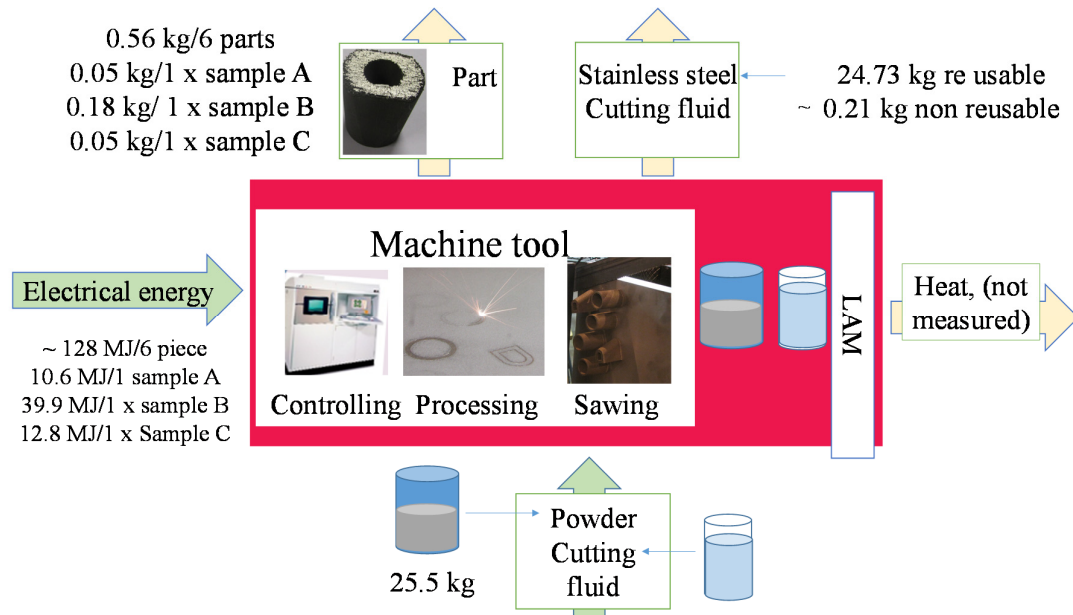 0.56 kg/6 parts
0.05 kg/1 x sample A
0.18 kg/ 1 x sample B
0.05 kg/1 x sample C
Part
Stainless steel
Cutting fluid
24.73 kg re usable
~ 0.21 kg non reusable
Electrical energy
~ 128 MJ/6 piece
10.6 MJ/1 sample A
39.9 MJ/1 x sample B
12.8 MJ/1 x Sample C
Machine tool
Controlling
Processing
Sawing
LAM
Heat, (not
measured)
25.5 kg
Powder
Cutting
fluid